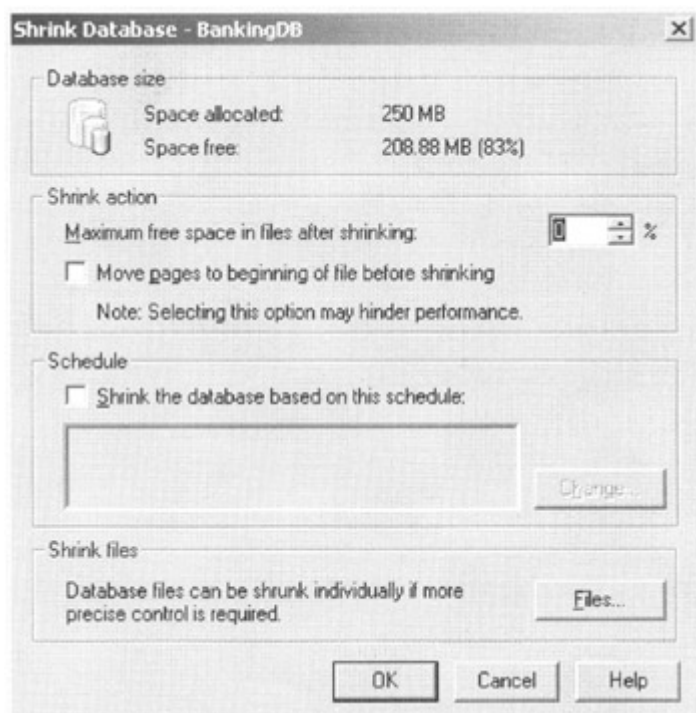 Shrink Database - BankingDB
Database size
Space allocated: 250 MB
Space free: 208.88 MB (83%)
Shrink action
Maximum free space in files after shrinking: 0 %
Move pages to beginning of file before shrinking
Note: Selecting this option may hinder performance.
Schedule
Shrink the database based on this schedule:
Change...
Shrink files
Database files can be shrunk individually if more
precise control is required.
Files...
OK Cancel Help